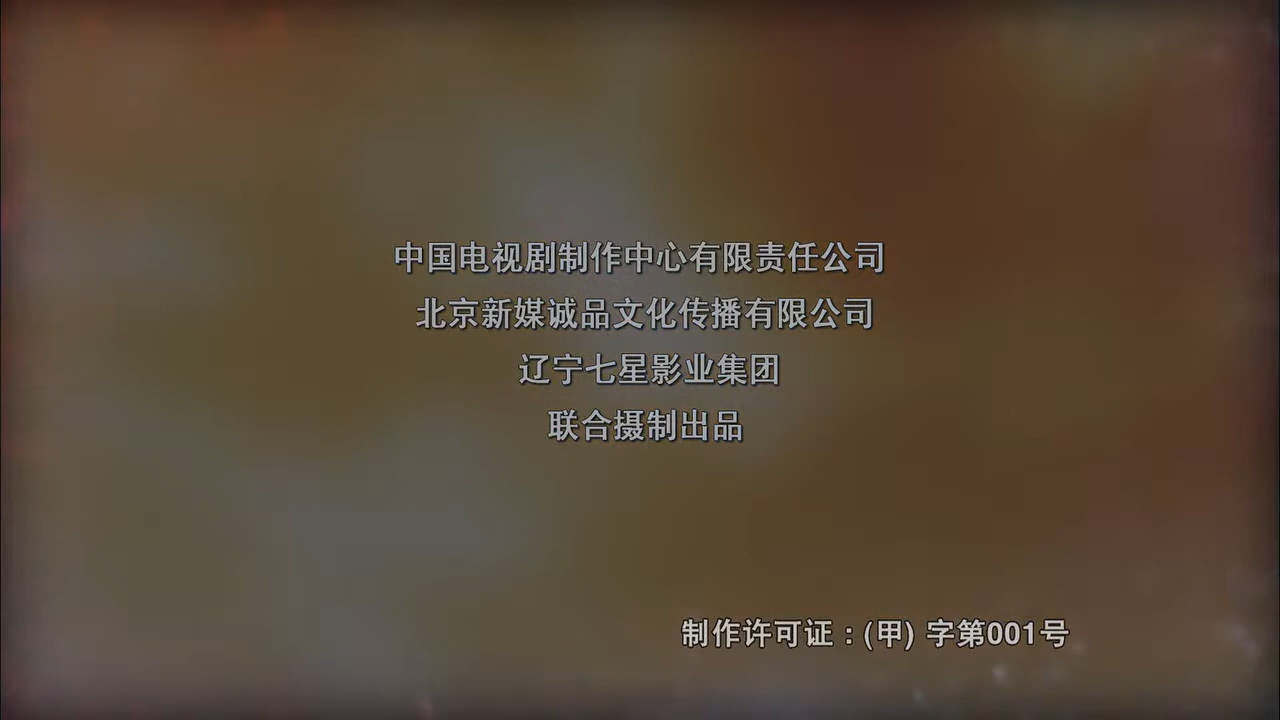 中国电视剧制作中心有限责任公司
北京新媒诚品文化传播有限公司
辽宁七星影业集团
联合摄制出品
制作许可证：(甲) 字第001号